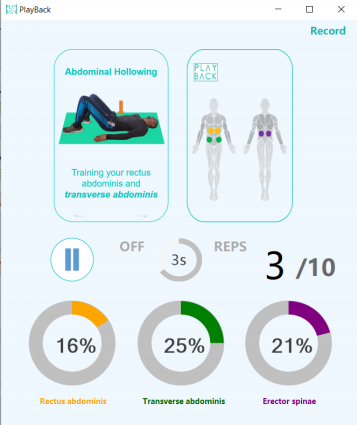 PlayBack
Record
Abdominal Hollowing
PLAY
BACK
Training your rectus
abdominis and
transverse abdominis
OFF
3s
REPS
3 /10
16%
25%
21%
Rectus abdominis
Transverse abdominis
Erector spinae